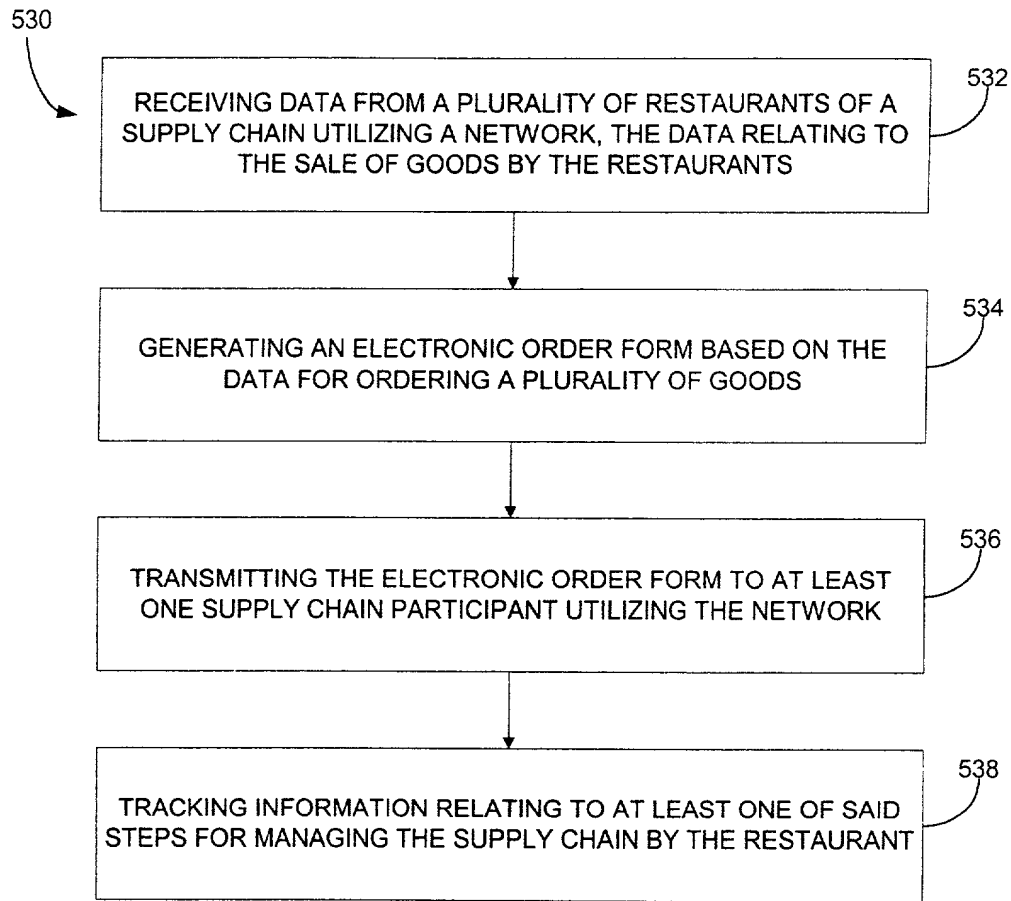 530
532
RECEIVING DATA FROM A PLURALITY OF RESTAURANTS OF A
SUPPLY CHAIN UTILIZING A NETWORK, THE DATA RELATING TO
THE SALE OF GOODS BY THE RESTAURANTS
534
GENERATING AN ELECTRONIC ORDER FORM BASED ON THE
DATA FOR ORDERING A PLURALITY OF GOODS
536
TRANSMITTING THE ELECTRONIC ORDER FORM TO AT LEAST
ONE SUPPLY CHAIN PARTICIPANT UTILIZING THE NETWORK
538
TRACKING INFORMATION RELATING TO AT LEAST ONE OF SAID
STEPS FOR MANAGING THE SUPPLY CHAIN BY THE RESTAURANT